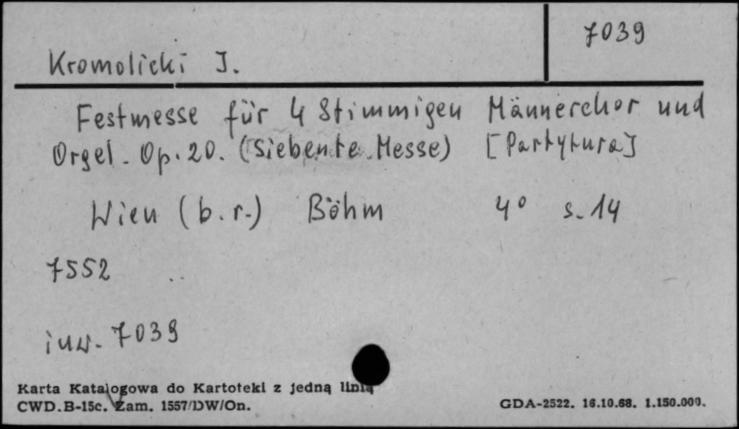 7039
Kromolicki J.
Festmesse für 4 Stimmigen Männerchor und
Orgel. Op. 20. (Siebente Messe) [Partytura]
Wien (b. r.) Böhm 4° s. 14
7552
inw. 7039
Karta Katalogowa do Kartoteki z jedną linią
CWD.B-15c. Zam. 1557/DW/On. GDA-2522. 16.10.68. 1.150.000.